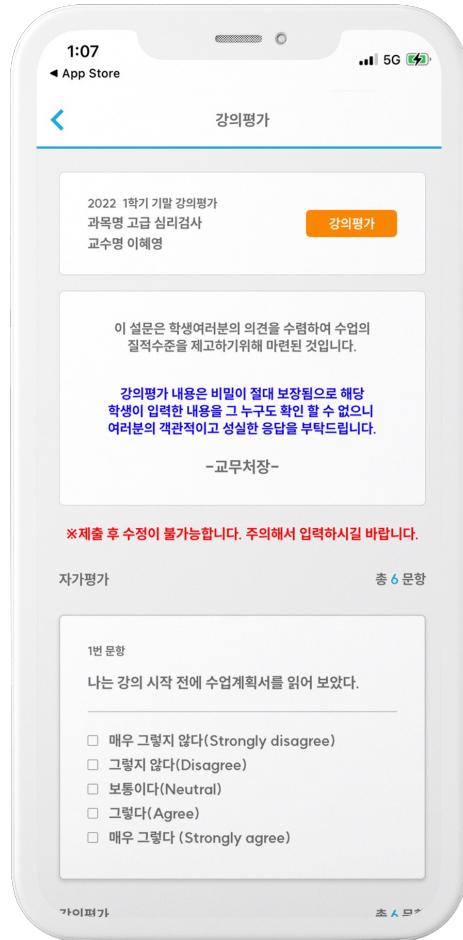 1:07
5G
◀ App Store
강의평가
2022 1학기 기말 강의평가
과목명 고급 심리검사
교수명 이혜영
강의평가
이 설문은 학생여러분의 의견을 수렴하여 수업의
질적수준을 제고하기위해 마련된 것입니다.
강의평가 내용은 비밀이 절대 보장됨으로 해당
학생이 입력한 내용을 그 누구도 확인 할 수 없으니
여러분의 객관적이고 성실한 응답을 부탁드립니다.
-교무처장-
※제출 후 수정이 불가능합니다. 주의해서 입력하시길 바랍니다.
자가평가 총 6 문항
1번 문항
나는 강의 시작 전에 수업계획서를 읽어 보았다.
매우 그렇지 않다(Strongly disagree)
그렇지 않다(Disagree)
보통이다(Neutral)
그렇다(Agree)
매우 그렇다 (Strongly agree)
강의평가